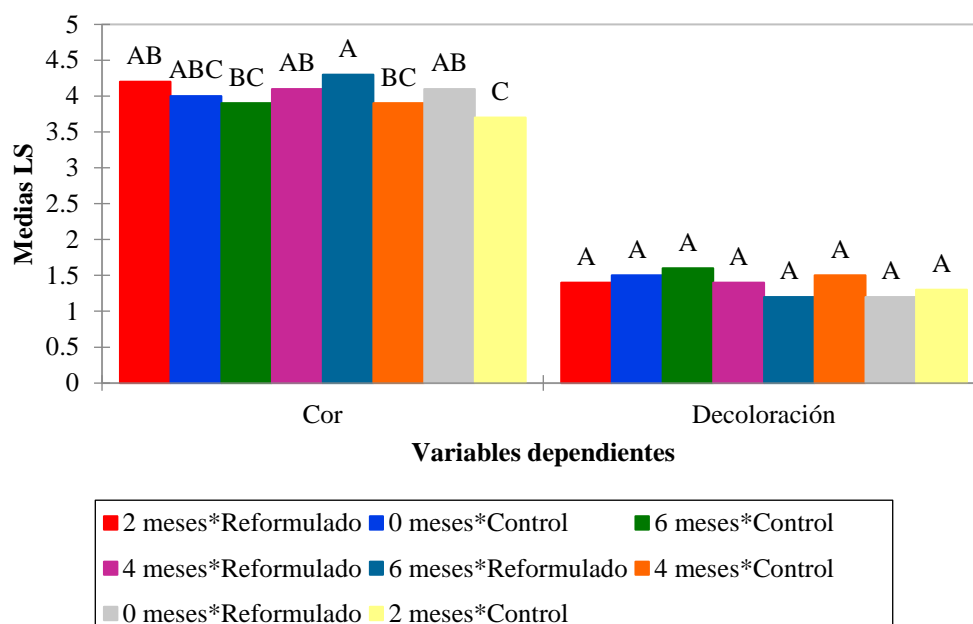 5
4.5
4
3.5
3
2.5
2
1.5
1
0.5
0
Medias LS
AB
ABC
BC
AB
A
BC
AB
C
A
A
A
A
A
A
A
A
Cor
Decoloración
Variables dependientes
2 meses*Reformulado
0 meses*Control
6 meses*Control
4 meses*Reformulado
6 meses*Reformulado
4 meses*Control
0 meses*Reformulado
2 meses*Control